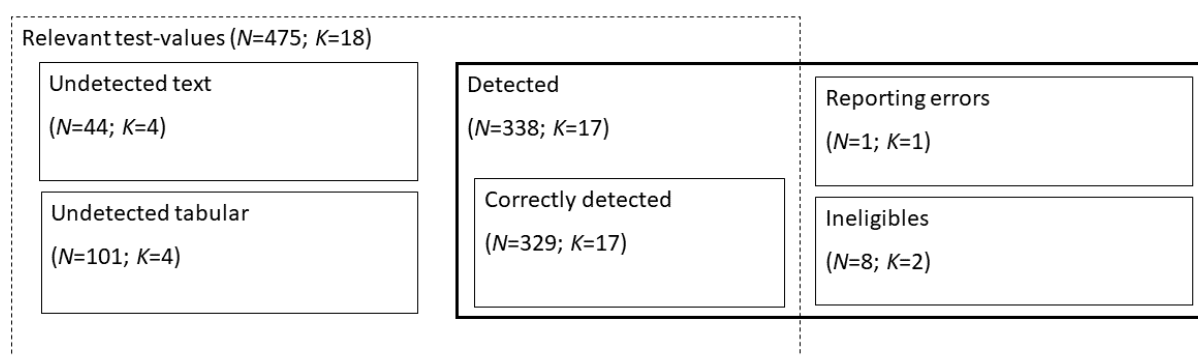 Relevant test-values (N=475; K=18)
Undetected text
(N=44; K=4)
Undetected tabular
(N=101; K=4)
Detected
(N=338; K=17)
Correctly detected
(N=329; K=17)
Reporting errors
(N=1; K=1)
Ineligibles
(N=8; K=2)